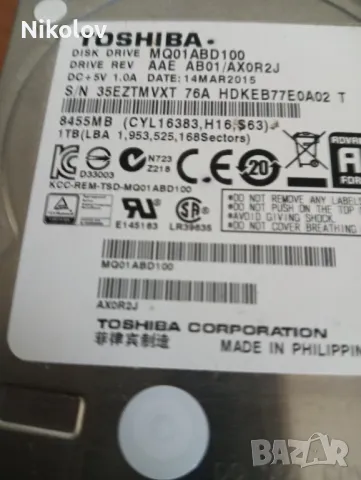 Nikolov
TOSHIBA
DISK DRIVE MQ01ABD100
DRIVE REV AAE AB01/AX0R2J
DC+5V 1.0A DATE:14MAR2015
S/N 35EZTMVXT 76A HDKEB77E0A02 T
8455MB (CYL16383,H16,S63)
1TB(LBA 1,953,525,168Sectors)
D33003
N723
Z218
CE
20
KCC-REM-TSD-MQ01ABD100
E145163
LR39635
DO NOT REMOVE ANY LABELS
DO NOT PUSH ON THE TOP
AVOID GIVING SHOCK
DO NOT COVER BREATHING
MQ01ABD100
AX0R2J
TOSHIBA CORPORATION
菲律宾制造
MADE IN PHILIPPIN
BAZAR